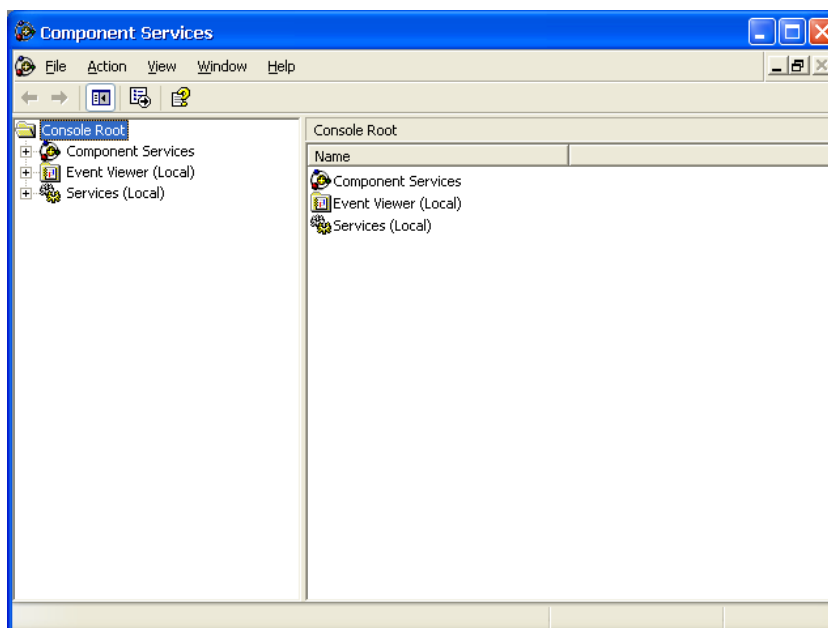 Component Services
File Action View Window Help
Console Root
Component Services
Event Viewer (Local)
Services (Local)
Console Root
Name
Component Services
Event Viewer (Local)
Services (Local)